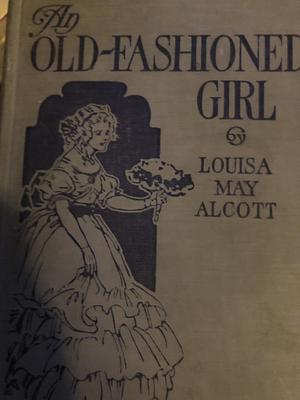 An
OLD-FASHIONED
GIRL
BY
LOUISA
MAY
ALCOTT